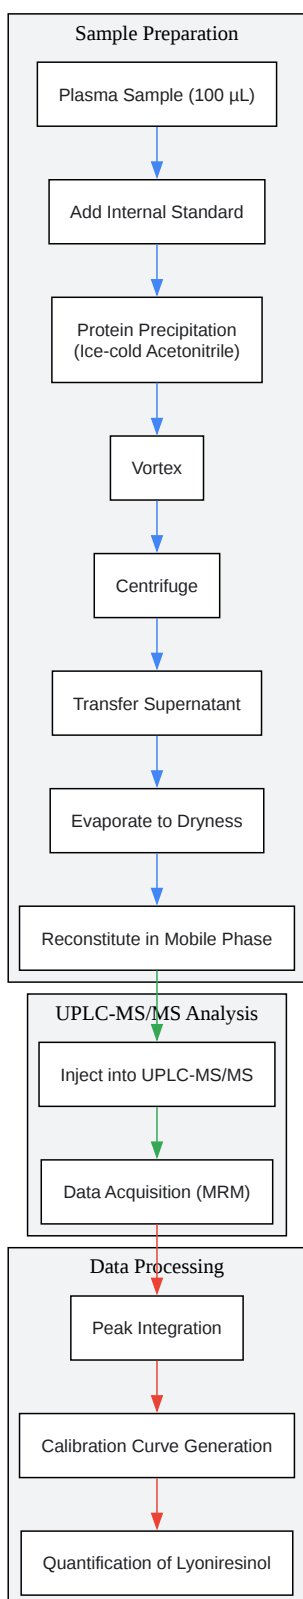 Sample Preparation
Plasma Sample (100 µL)
Add Internal Standard
Protein Precipitation
(Ice-cold Acetonitrile)
Vortex
Centrifuge
Transfer Supernatant
Evaporate to Dryness
Reconstitute in Mobile Phase
UPLC-MS/MS Analysis
Inject into UPLC-MS/MS
Data Acquisition (MRM)
Data Processing
Peak Integration
Calibration Curve Generation
Quantification of Lyoniresinol